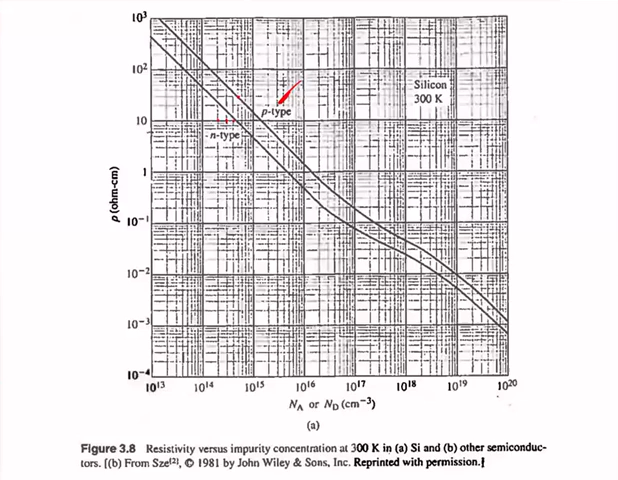 10³
10²
10
1
10⁻¹
10⁻²
10⁻³
10⁻⁴
ρ (ohm-cm)
Silicon
300 K
p-type
n-type
10¹³ 10¹⁴ 10¹⁵ 10¹⁶ 10¹⁷ 10¹⁸ 10¹⁹ 10²⁰
N_A or N_D (cm⁻³)
(a)
Figure 3.8 Resistivity versus impurity concentration at 300 K in (a) Si and (b) other semiconduc-
tors. [(b) From Sze[2], © 1981 by John Wiley & Sons, Inc. Reprinted with permission.]